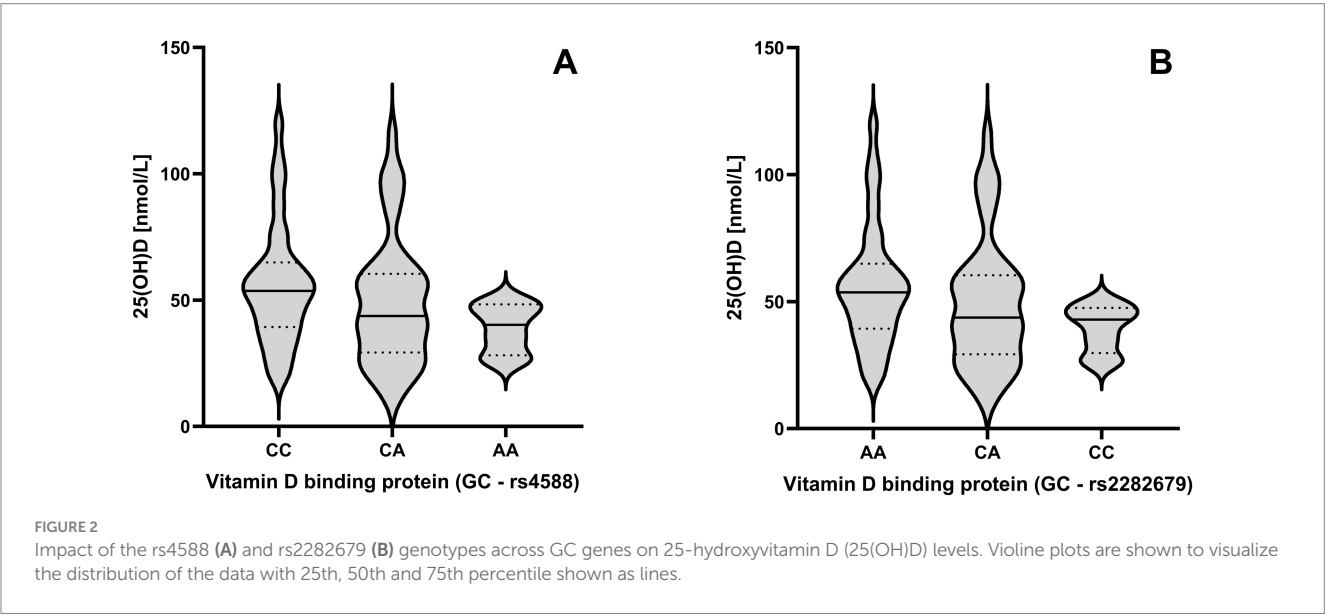 A
150
100
50
0
25(OH)D [nmol/L]
CC
CA
AA
Vitamin D binding protein (GC - rs4588)
B
150
100
50
0
25(OH)D [nmol/L]
AA
CA
CC
Vitamin D binding protein (GC - rs2282679)
FIGURE 2
Impact of the rs4588 (A) and rs2282679 (B) genotypes across GC genes on 25-hydroxyvitamin D (25(OH)D) levels. Violine plots are shown to visualize
the distribution of the data with 25th, 50th and 75th percentile shown as lines.